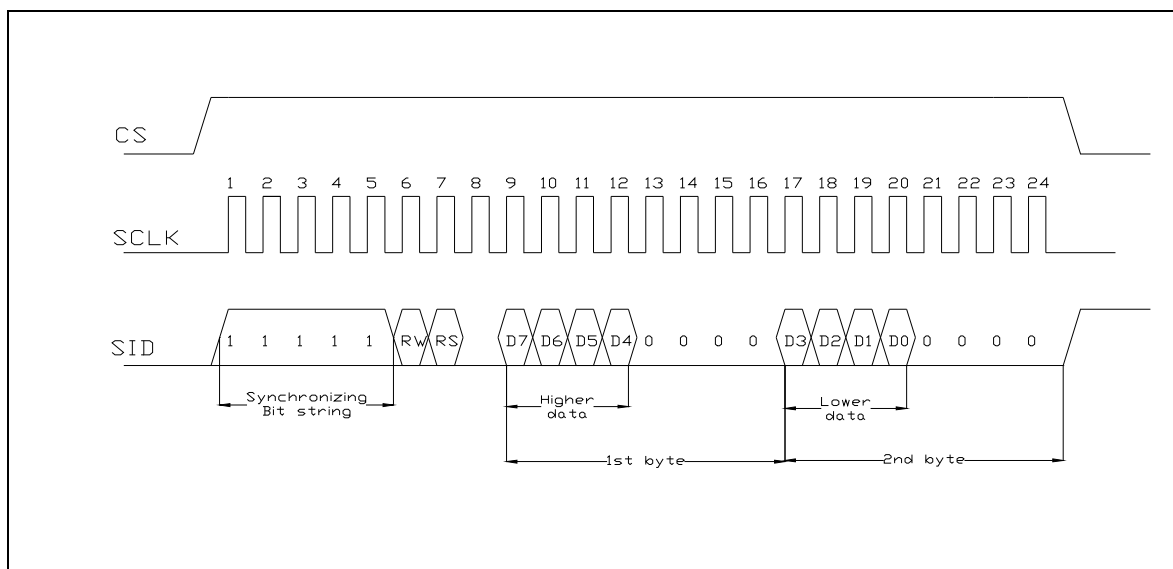 CS
1 2 3 4 5 6 7 8 9 10 11 12 13 14 15 16 17 18 19 20 21 22 23 24
SCLK
SID 1 1 1 1 1 RW RS D7 D6 D5 D4 0 0 0 0 D3 D2 D1 D0 0 0 0 0
Synchronizing Higher Lower
Bit string data data
1st byte 2nd byte